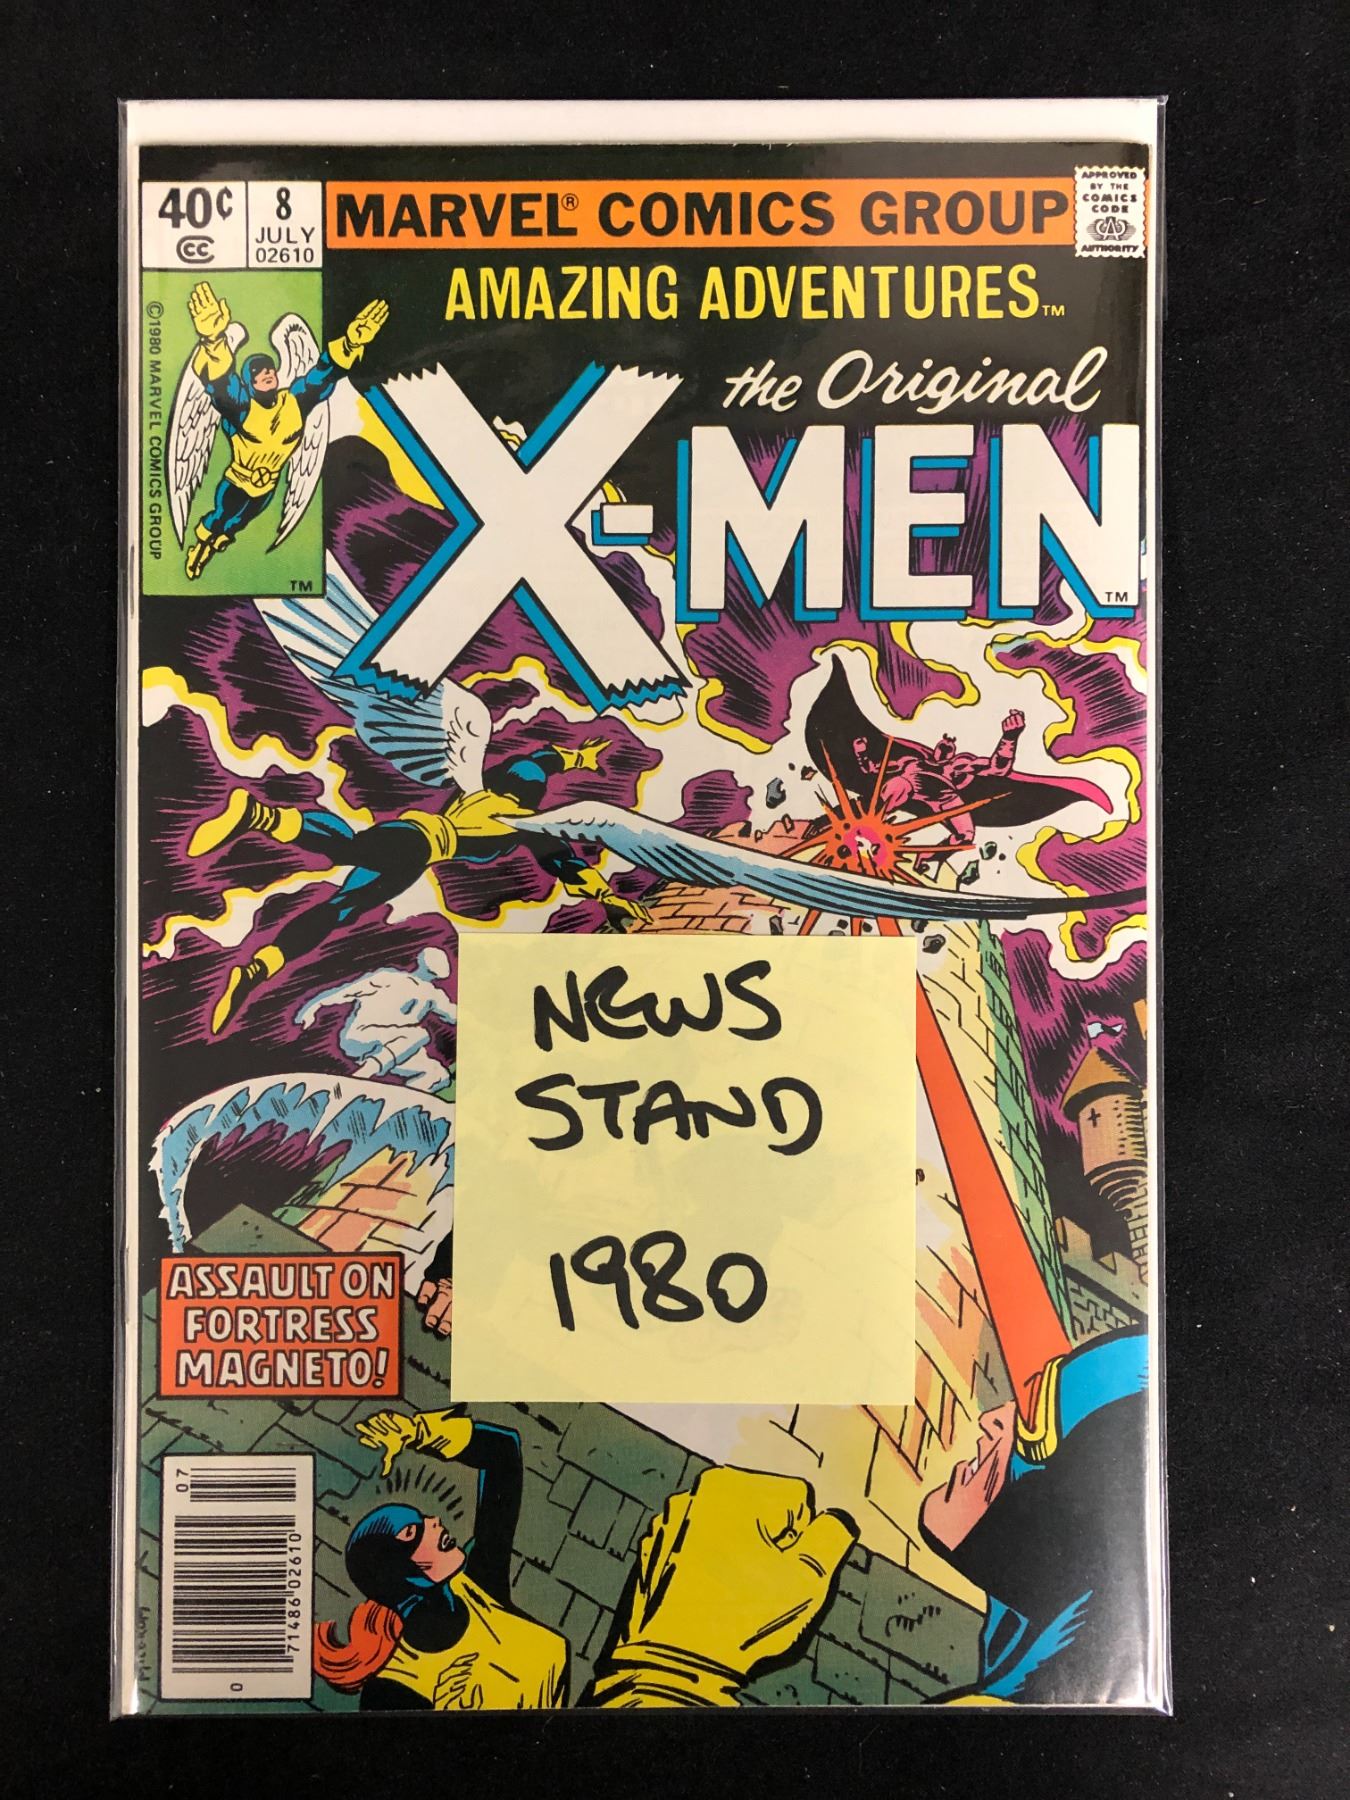 40¢
CC
8
JULY
02610
MARVEL® COMICS GROUP
APPROVED
BY THE
COMICS
CODE
AUTHORITY
AMAZING ADVENTURES™
the Original
X-MEN
TM
©1980 MARVEL COMICS GROUP
TM
NEWS
STAND
1980
ASSAULT ON
FORTRESS
MAGNETO!
07
0
71486 02610